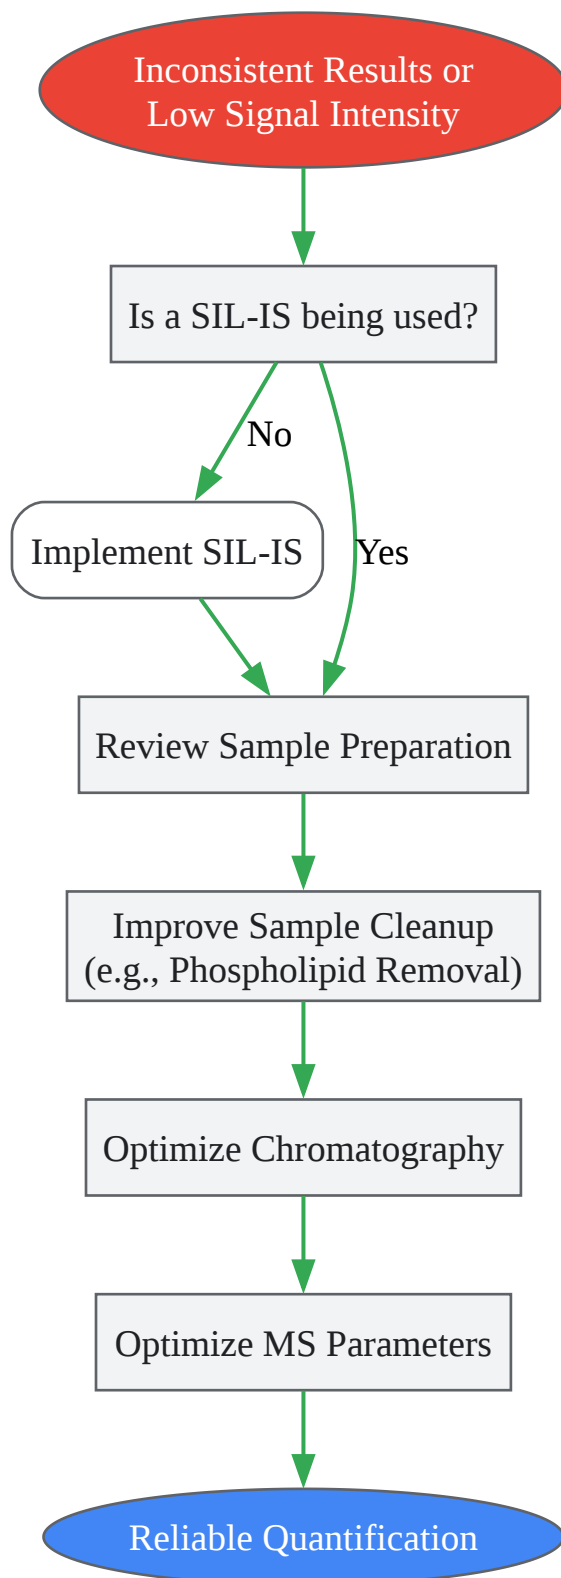 Inconsistent Results or
Low Signal Intensity
Is a SIL-IS being used?
No
Implement SIL-IS
Yes
Review Sample Preparation
Improve Sample Cleanup
(e.g., Phospholipid Removal)
Optimize Chromatography
Optimize MS Parameters
Reliable Quantification